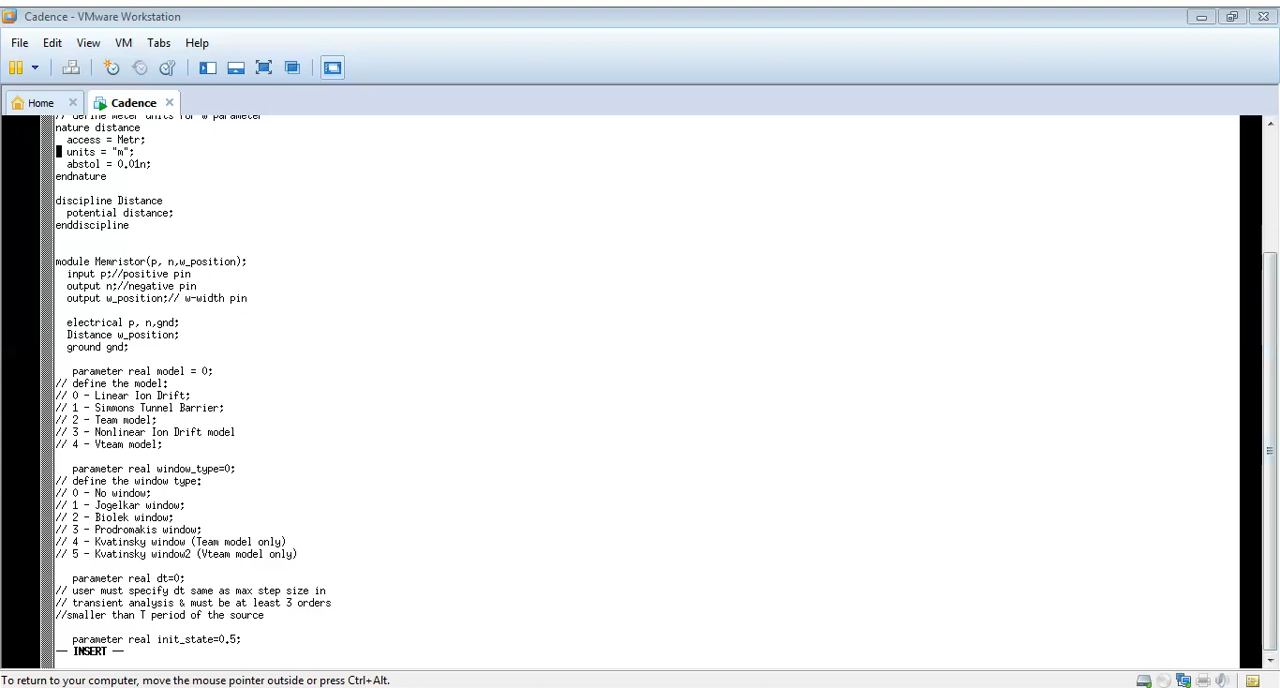 Cadence - VMware Workstation
File Edit View VM Tabs Help
Home Cadence
// define meter units for w parameter
nature distance
access = Metr;
units = "m";
abstol = 0.01n;
endnature
discipline Distance
potential distance;
enddiscipline
module Memristor(p, n,w_position);
input p;//positive pin
output n;//negative pin
output w_position;// w-width pin
electrical p, n,gnd;
Distance w_position;
ground gnd;
parameter real model = 0;
// define the model:
// 0 - Linear Ion Drift;
// 1 - Simmons Tunnel Barrier;
// 2 - Team model;
// 3 - Nonlinear Ion Drift model
// 4 - Vteam model;
parameter real window_type=0;
// define the window type:
// 0 - No window;
// 1 - Jogelkar window;
// 2 - Biolek window;
// 3 - Prodromakis window;
// 4 - Kvatinsky window (Team model only)
// 5 - Kvatinsky window2 (Vteam model only)
parameter real dt=0;
// user must specify dt same as max step size in
// transient analysis & must be at least 3 orders
//smaller than T period of the source
parameter real init_state=0.5;
-- INSERT --
To return to your computer, move the mouse pointer outside or press Ctrl+Alt.